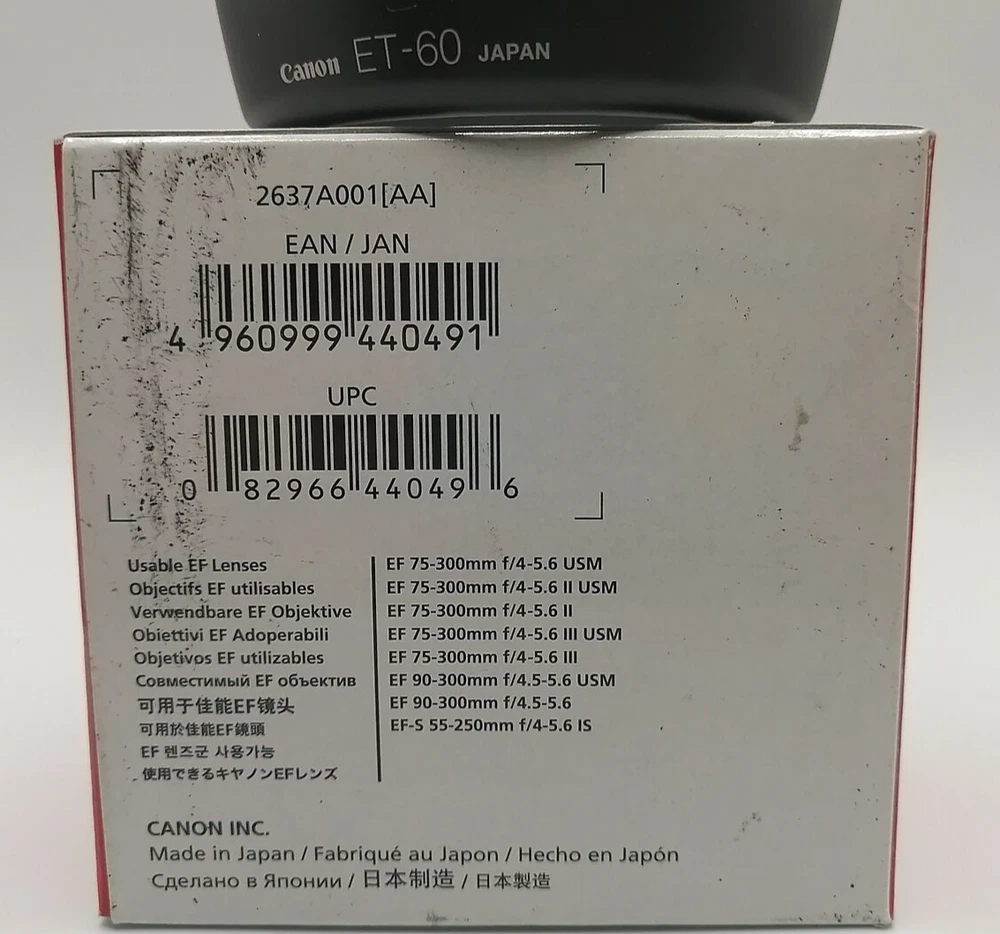 Canon ET-60 JAPAN
2637A001[AA]
EAN / JAN
4 960999 440491
UPC
0 82966 44049 6
Usable EF Lenses
Objectifs EF utilisables
Verwendbare EF Objektive
Obiettivi EF Adoperabili
Objetivos EF utilizables
Совместимый EF объектив
可用于佳能EF镜头
可用於佳能EF鏡頭
EF 렌즈군 사용가능
使用できるキヤノンEFレンズ
EF 75-300mm f/4-5.6 USM
EF 75-300mm f/4-5.6 II USM
EF 75-300mm f/4-5.6 II
EF 75-300mm f/4-5.6 III USM
EF 75-300mm f/4-5.6 III
EF 90-300mm f/4.5-5.6 USM
EF 90-300mm f/4.5-5.6
EF-S 55-250mm f/4-5.6 IS
CANON INC.
Made in Japan / Fabriqué au Japon / Hecho en Japón
Сделано в Японии / 日本制造 / 日本製造